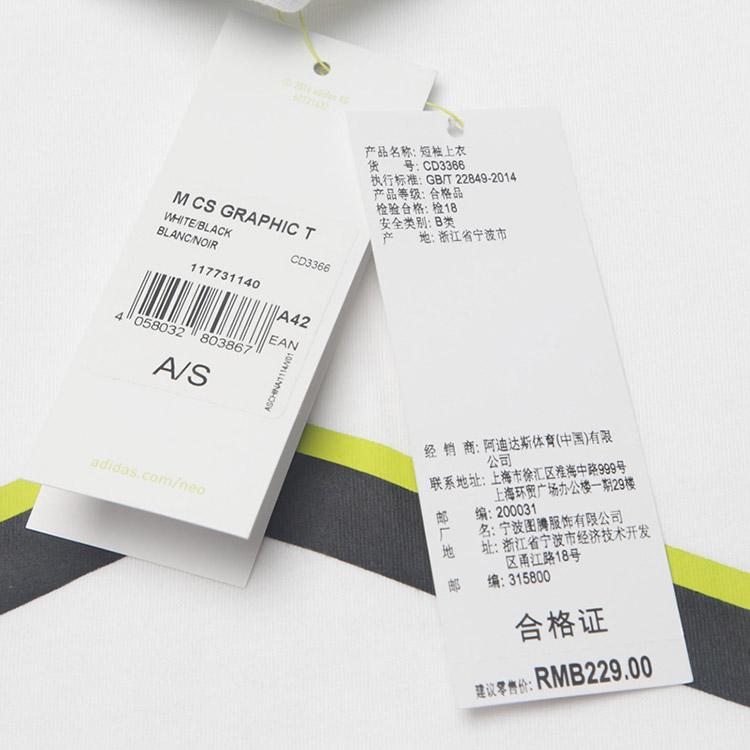 © 2014 adidas AG
M CS GRAPHIC T
WHITE/BLACK
BLANC/NOIR
CD3366
117731140
A42
4 058032 803867
EAN
A/S
ASCHINA/1114/V01
adidas.com/neo
产品名称: 短袖上衣
货 号: CD3366
执行标准: GB/T 22849-2014
产品等级: 合格品
检验合格: 检18
安全类别: B类
产 地: 浙江省宁波市
经 销 商: 阿迪达斯体育(中国)有限
公司
联系地址: 上海市徐汇区淮海中路999号
上海环贸广场办公楼一期29楼
邮 编: 200031
厂 名: 宁波图腾服饰有限公司
地 址: 浙江省宁波市经济技术开发
区甬江路18号
邮 编: 315800
合格证
建议零售价: RMB229.00